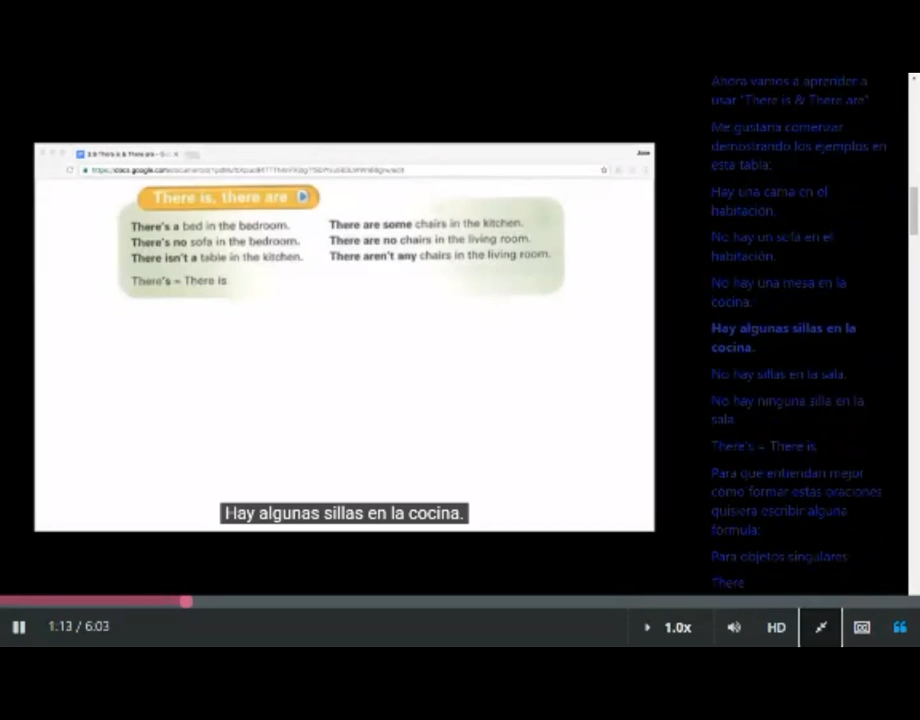 Ahora vamos a aprender a
usar "There is & There are"
Me gustaria comenzar
demostrando los ejemplos en
esta tabla:
Hay una cama en el
habitación.
No hay un sofa en el
habitación.
No hay una mesa en la
cocina.
Hay algunas sillas en la
cocina.
No hay sillas en la sala.
No hay ninguna silla en la
sala.
There's = There is
Para que entiendan mejor
cómo formar estas oraciones
quisiera escribir alguna
fórmula:
Para objetos singulares
There
There is, there are
There's a bed in the bedroom.
There's no sofa in the bedroom.
There isn't a table in the kitchen.
There's = There is
There are some chairs in the kitchen.
There are no chairs in the living room.
There aren't any chairs in the living room.
Hay algunas sillas en la cocina.
1:13 / 6:03
1.0x
HD
CC